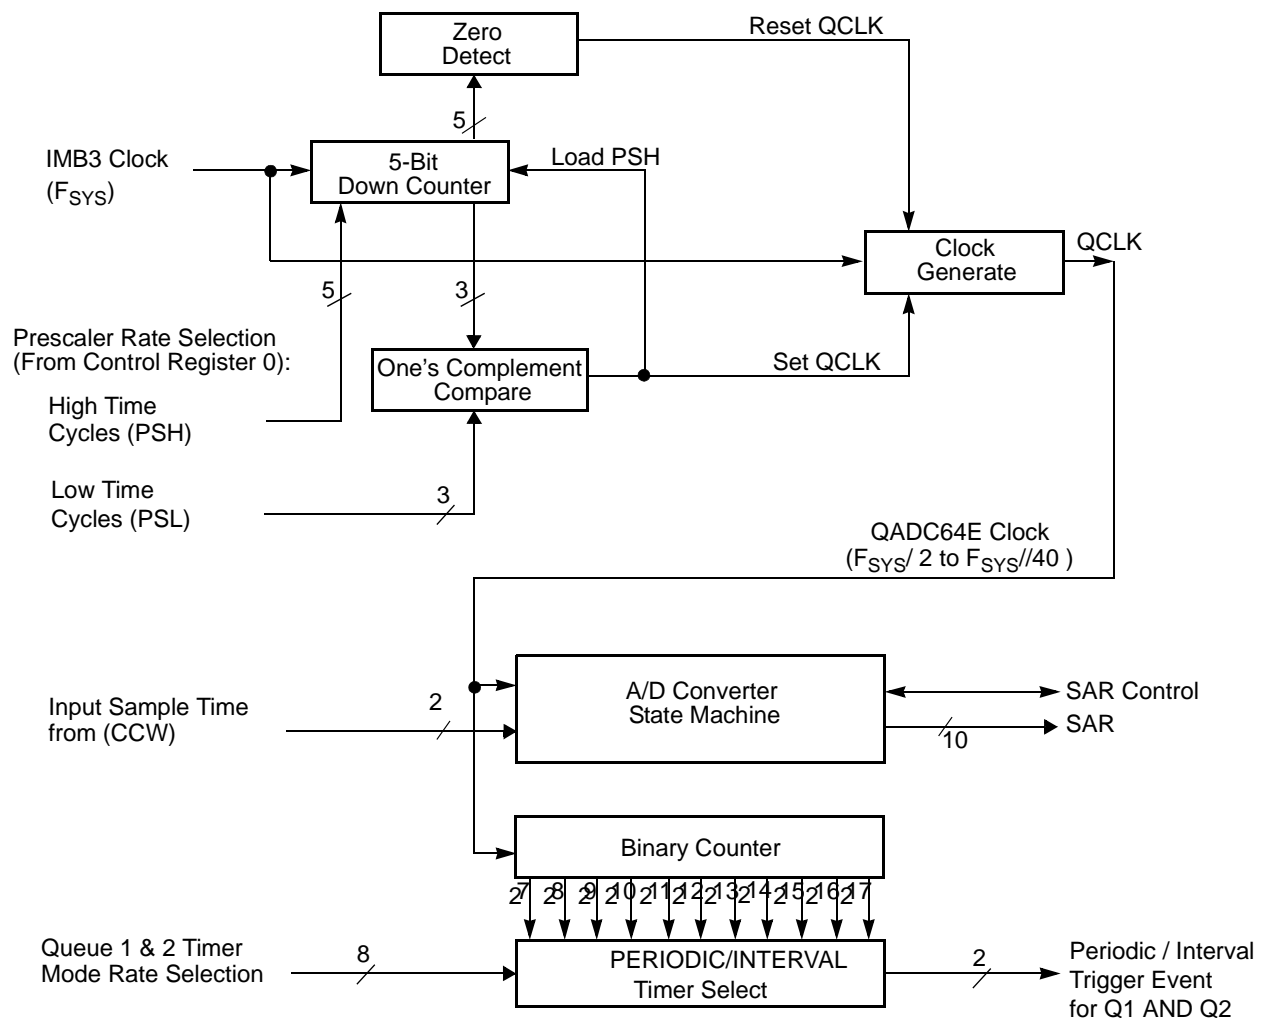 Zero
Detect
Reset QCLK
5
IMB3 Clock
(FSYS)
5-Bit
Down Counter
Load PSH
Clock
Generate
QCLK
5
3
Prescaler Rate Selection
(From Control Register 0):
One's Complement
Compare
Set QCLK
High Time
Cycles (PSH)
Low Time
Cycles (PSL)
3
QADC64E Clock
(FSYS/ 2 to FSYS//40 )
Input Sample Time
from (CCW)
2
A/D Converter
State Machine
SAR Control
SAR
10
Binary Counter
27 28 29 210 211 212 213 214 215 216 217
Queue 1 & 2 Timer
Mode Rate Selection
8
PERIODIC/INTERVAL
Timer Select
2
Periodic / Interval
Trigger Event
for Q1 AND Q2